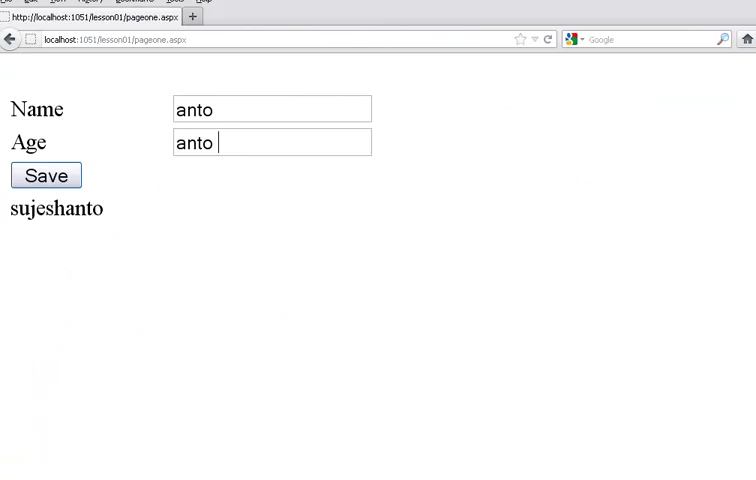 http://localhost:1051/lesson01/pageone.aspx
localhost:1051/lesson01/pageone.aspx
Google
Name anto
Age anto
Save
sujeshanto